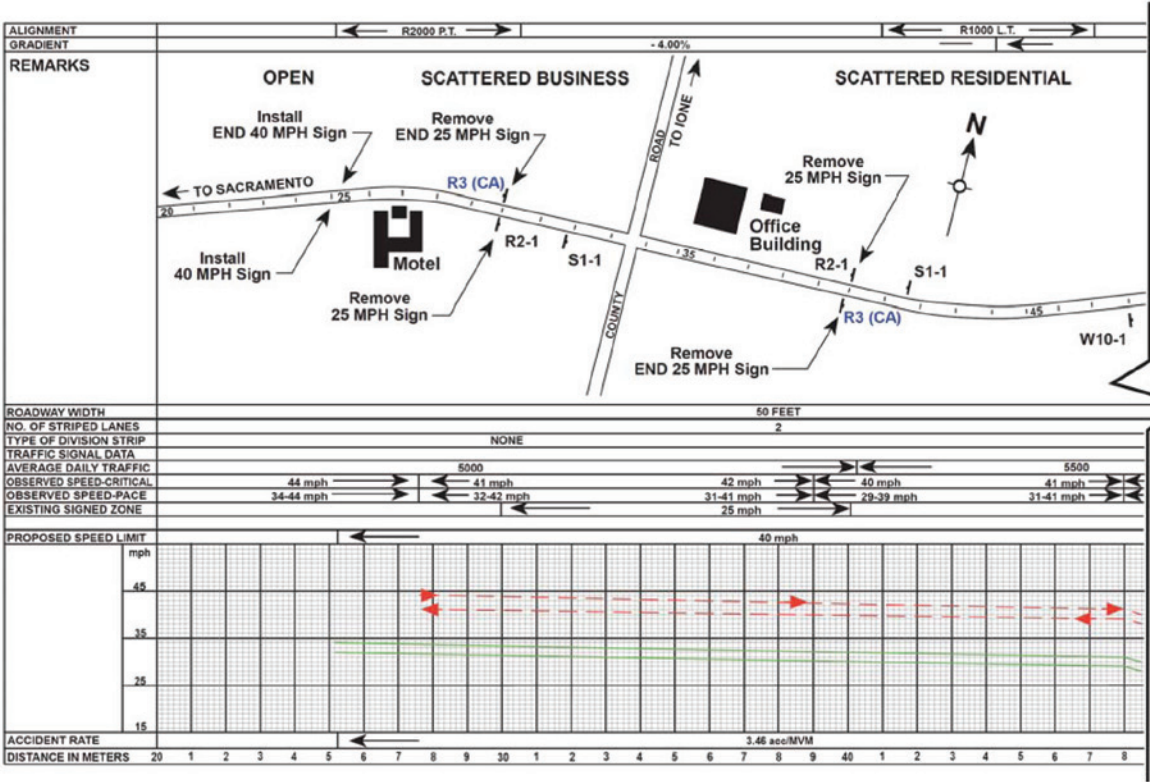 ALIGNMENT R2000 P.T. R1000 L.T.
GRADIENT - 4.00%
REMARKS
OPEN SCATTERED BUSINESS SCATTERED RESIDENTIAL
Install
END 40 MPH Sign
Remove
END 25 MPH Sign
ROAD
TO IONE
N
Remove
25 MPH Sign
TO SACRAMENTO
R3 (CA)
20
25
Office
Building
R2-1
S1-1
Install
40 MPH Sign
Motel
R2-1
S1-1
35
R2-1
S1-1
Remove
25 MPH Sign
COUNTY
R3 (CA)
45
W10-1
Remove
END 25 MPH Sign
ROADWAY WIDTH 50 FEET
NO. OF STRIPED LANES 2
TYPE OF DIVISION STRIP NONE
TRAFFIC SIGNAL DATA
AVERAGE DAILY TRAFFIC 5000 5500
OBSERVED SPEED-CRITICAL 44 mph 41 mph 42 mph 40 mph 41 mph
OBSERVED SPEED-PACE 34-44 mph 32-42 mph 31-41 mph 29-39 mph 31-41 mph
EXISTING SIGNED ZONE 25 mph
PROPOSED SPEED LIMIT 40 mph
mph
45
35
25
15
ACCIDENT RATE 3.46 acc/MVM
DISTANCE IN METERS 20 1 2 3 4 5 6 7 8 9 30 1 2 3 4 5 6 7 8 9 40 1 2 3 4 5 6 7 8